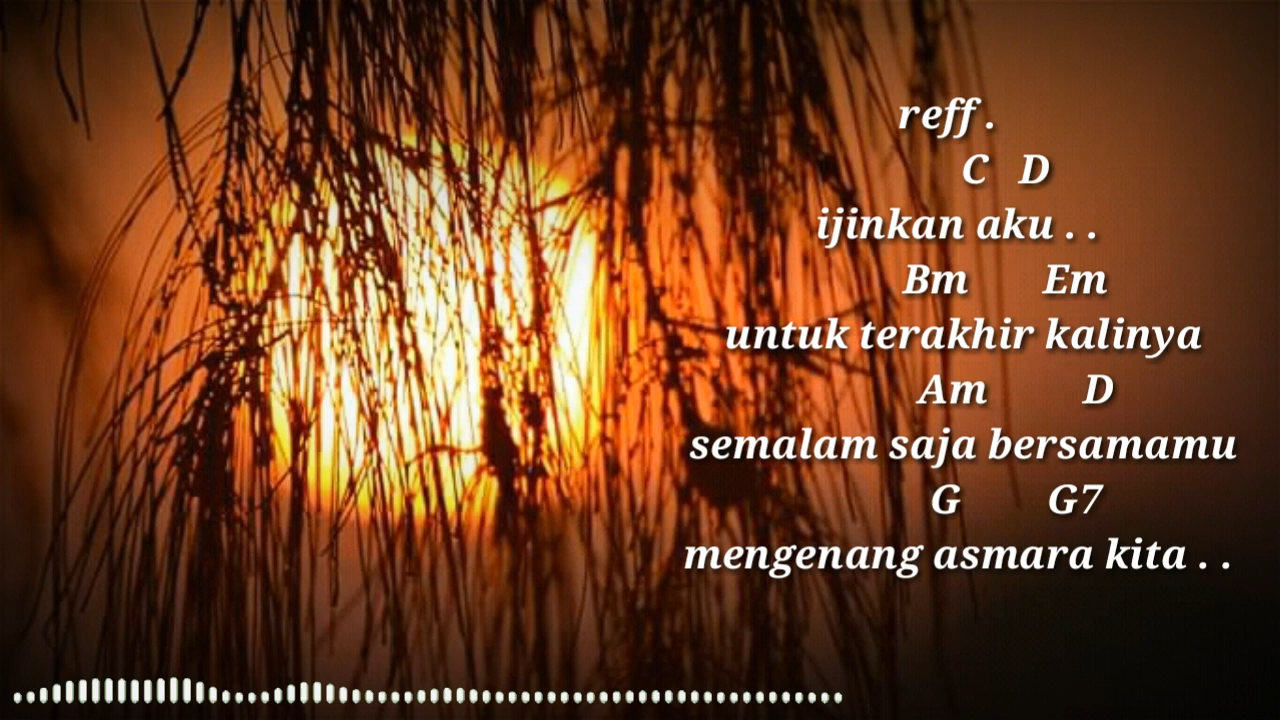 reff .
C D
ijinkan aku . .
Bm Em
untuk terakhir kalinya
Am D
semalam saja bersamamu
G G7
mengenang asmara kita . .